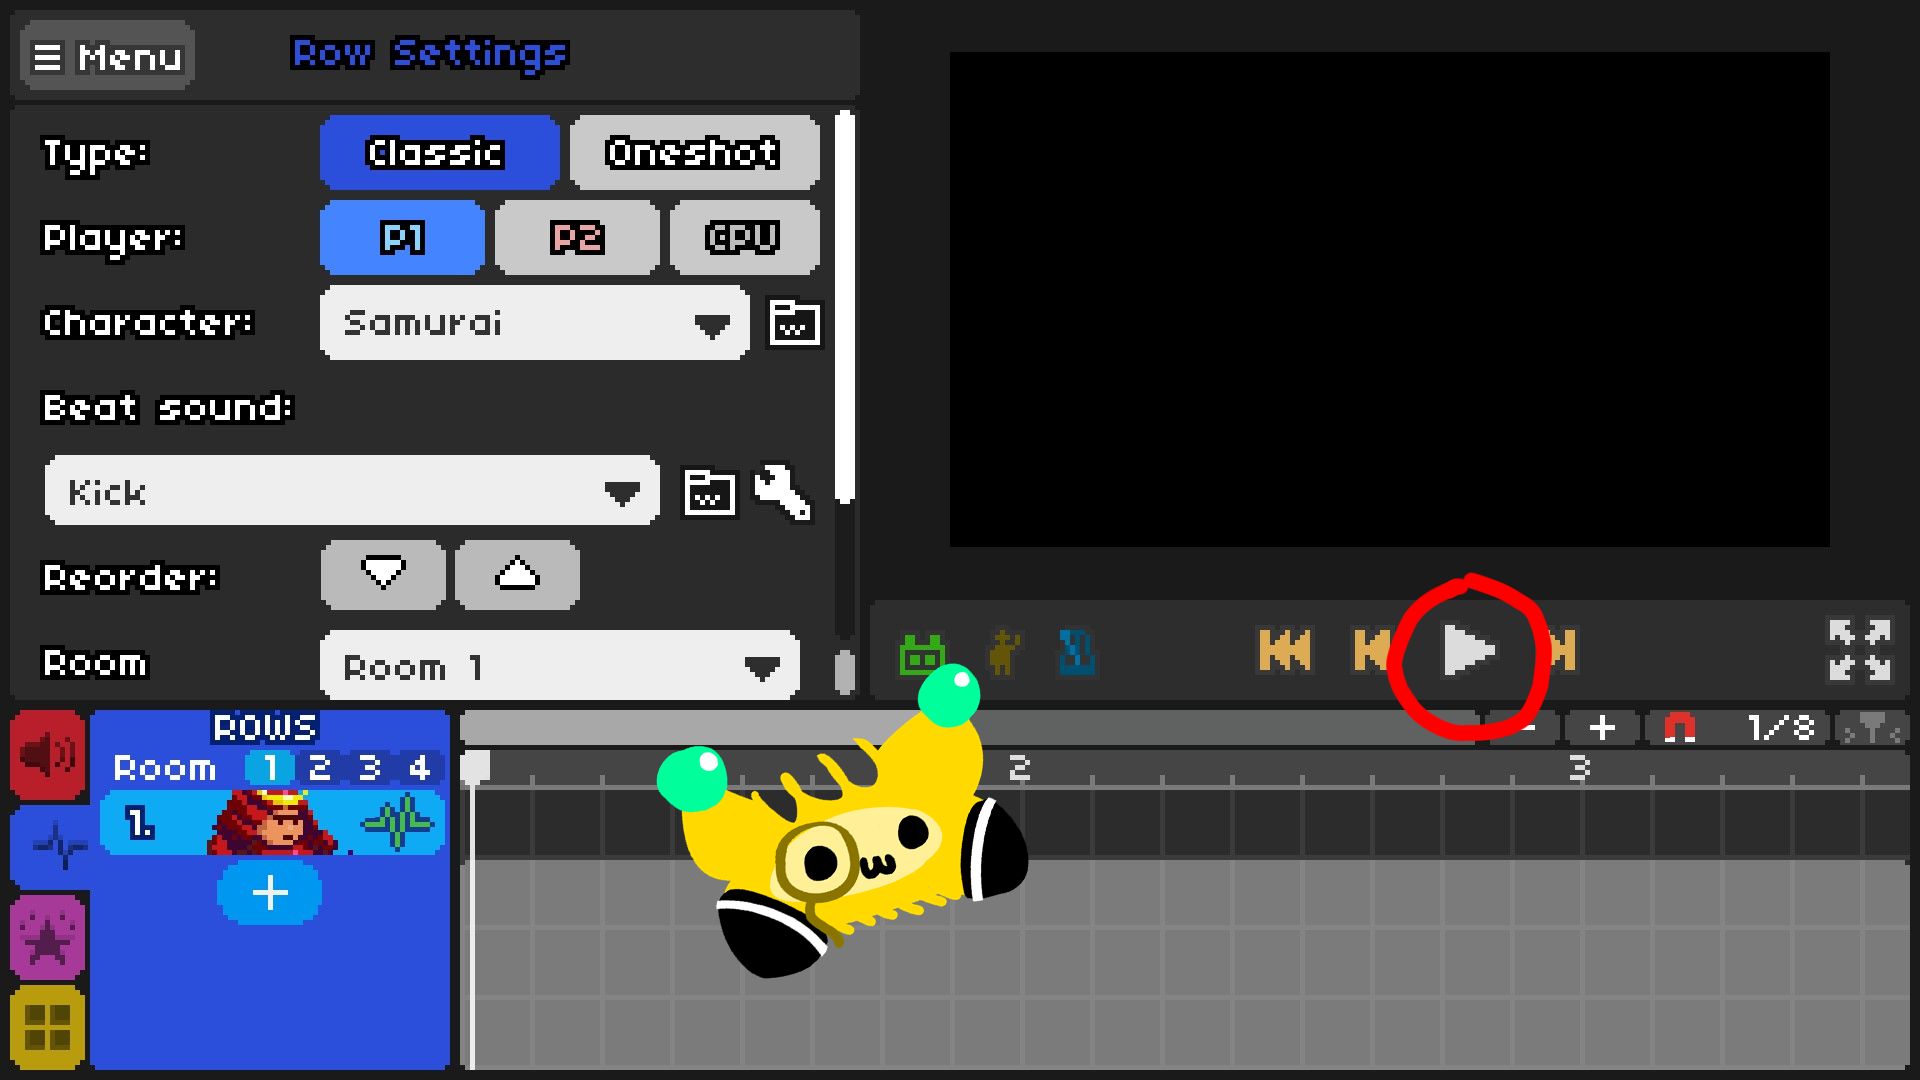 Menu
Row Settings
Type: Classic Oneshot
Player: P1 P2 CPU
Character: Samurai
Beat sound:
Kick
Reorder:
Room Room 1
ROWS
Room 1 2 3 4
1.
- + 1/8
2 3